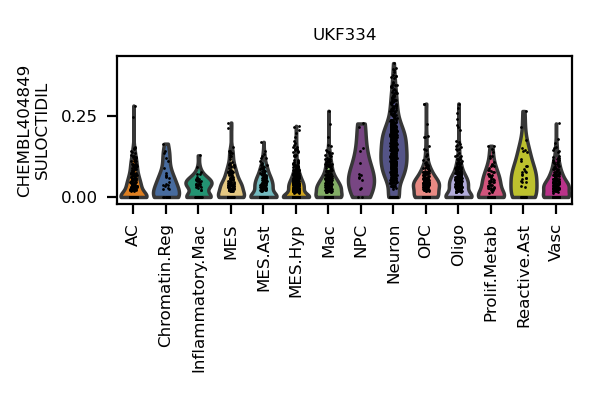 UKF334
CHEMBL404849
SULOCTIDIL
0.25
0.00
AC
Chromatin.Reg
Inflammatory.Mac
MES
MES.Ast
MES.Hyp
Mac
NPC
Neuron
OPC
Oligo
Prolif.Metab
Reactive.Ast
Vasc